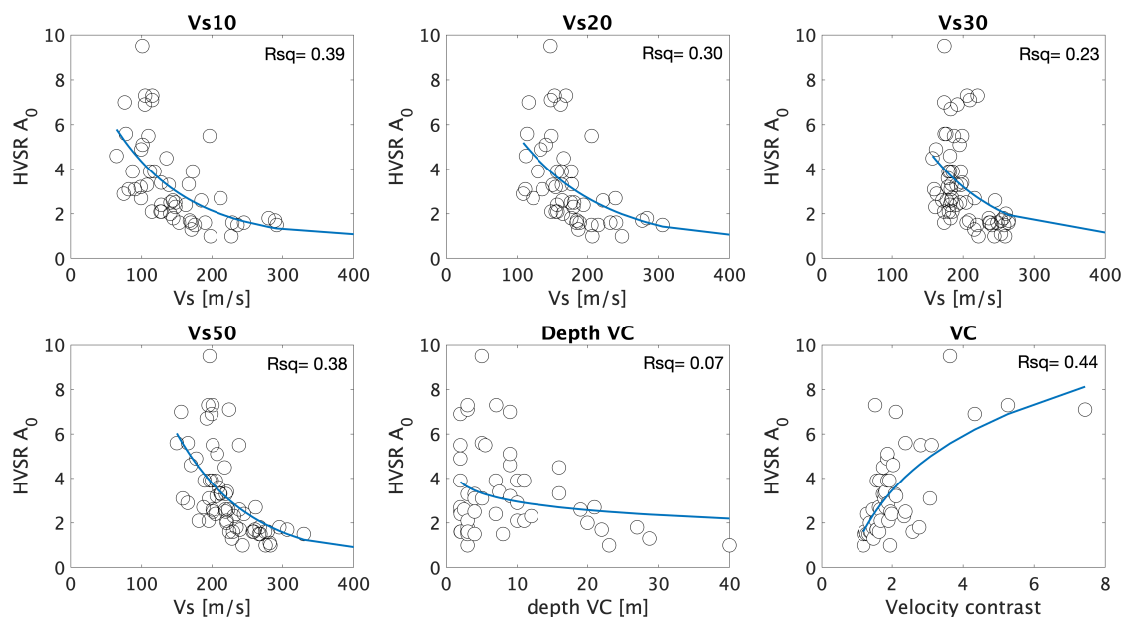 Vs10
Rsq= 0.39
HVSR A0
10
8
6
4
2
0
0 100 200 300 400
Vs [m/s]
Vs20
Rsq= 0.30
HVSR A0
10
8
6
4
2
0
0 100 200 300 400
Vs [m/s]
Vs30
Rsq= 0.23
HVSR A0
10
8
6
4
2
0
0 100 200 300 400
Vs [m/s]
Vs50
Rsq= 0.38
HVSR A0
10
8
6
4
2
0
0 100 200 300 400
Vs [m/s]
Depth VC
Rsq= 0.07
HVSR A0
10
8
6
4
2
0
0 10 20 30 40
depth VC [m]
VC
Rsq= 0.44
HVSR A0
10
8
6
4
2
0
0 2 4 6 8
Velocity contrast